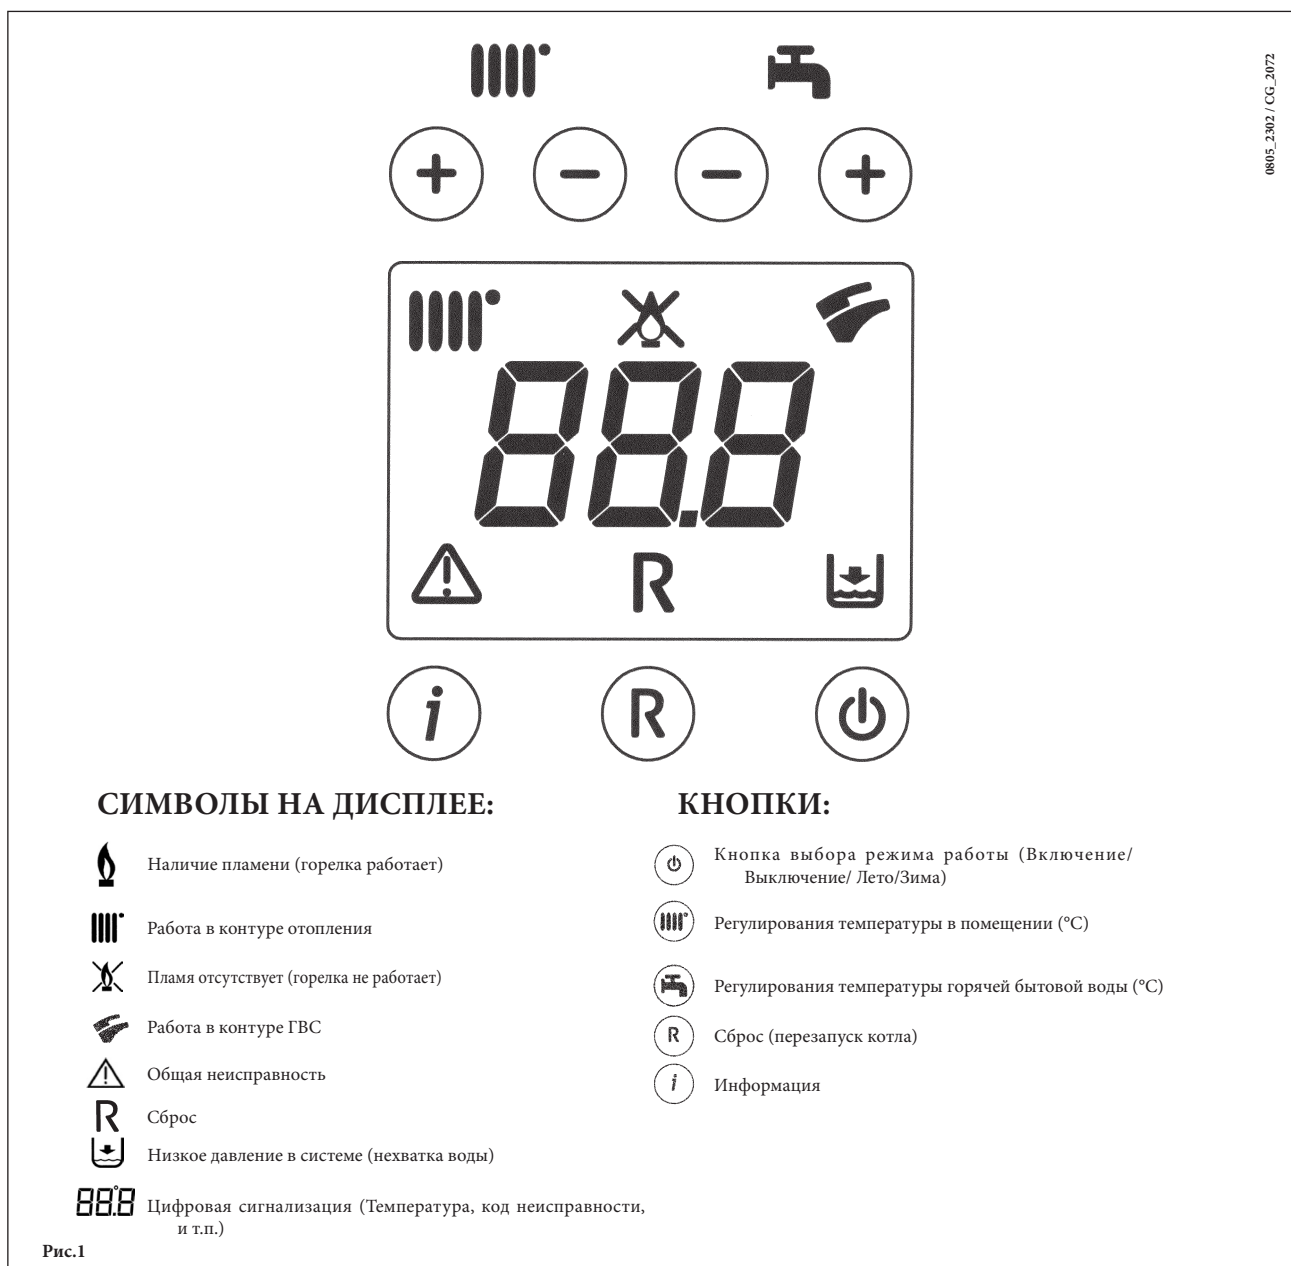 0805_2302 / CG_2072
+ − − +
88.8
R
i R
СИМВОЛЫ НА ДИСПЛЕЕ:
Наличие пламени (горелка работает)
Работа в контуре отопления
Пламя отсутствует (горелка не работает)
Работа в контуре ГВС
Общая неисправность
R Сброс
Низкое давление в системе (нехватка воды)
88.8 Цифровая сигнализация (Температура, код неисправности,
и т.п.)
КНОПКИ:
Кнопка выбора режима работы (Включение/
Выключение/ Лето/Зима)
Регулирования температуры в помещении (°C)
Регулирования температуры горячей бытовой воды (°C)
R Сброс (перезапуск котла)
i Информация
Рис.1